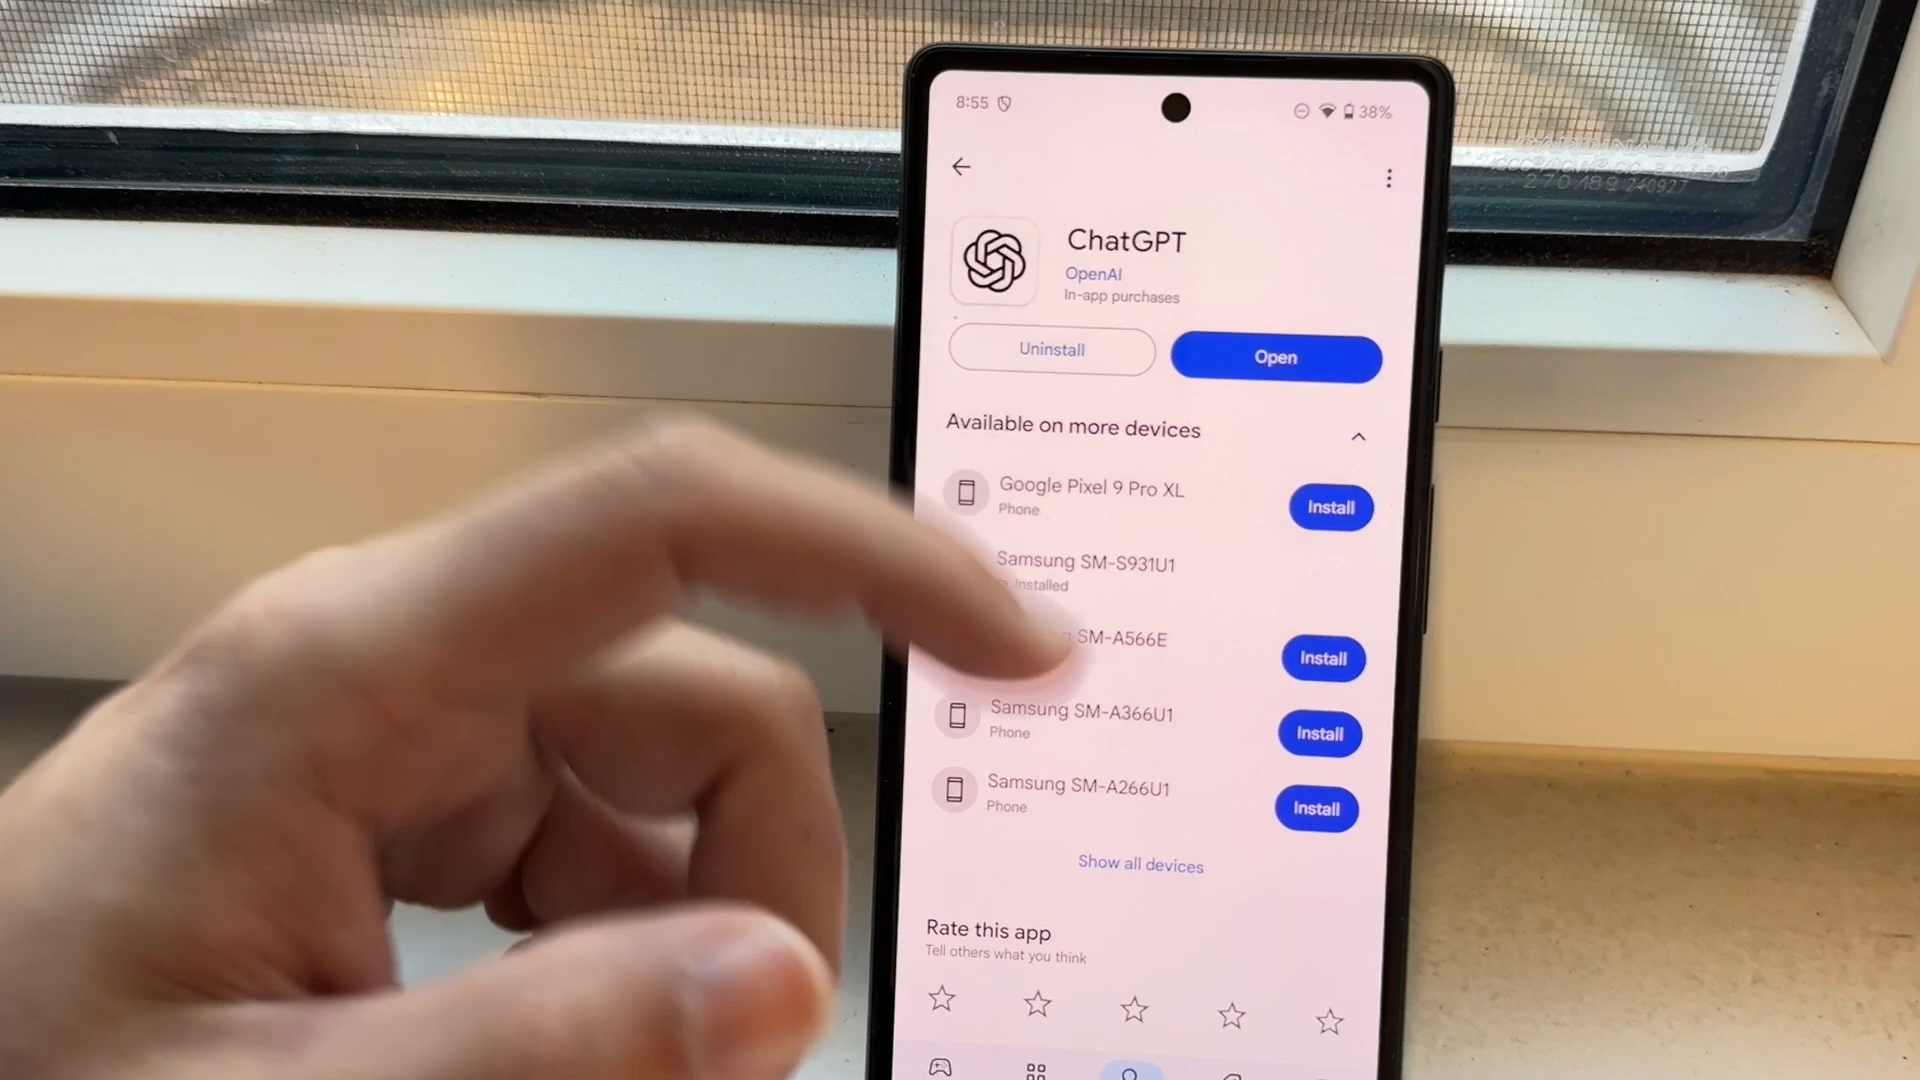 8:55
38%
ChatGPT
OpenAI
In-app purchases
Uninstall
Open
Available on more devices
Google Pixel 9 Pro XL
Phone
Install
Samsung SM-S931U1
Installed
SM-A566E
Install
Samsung SM-A366U1
Phone
Install
Samsung SM-A266U1
Phone
Install
Show all devices
Rate this app
Tell others what you think